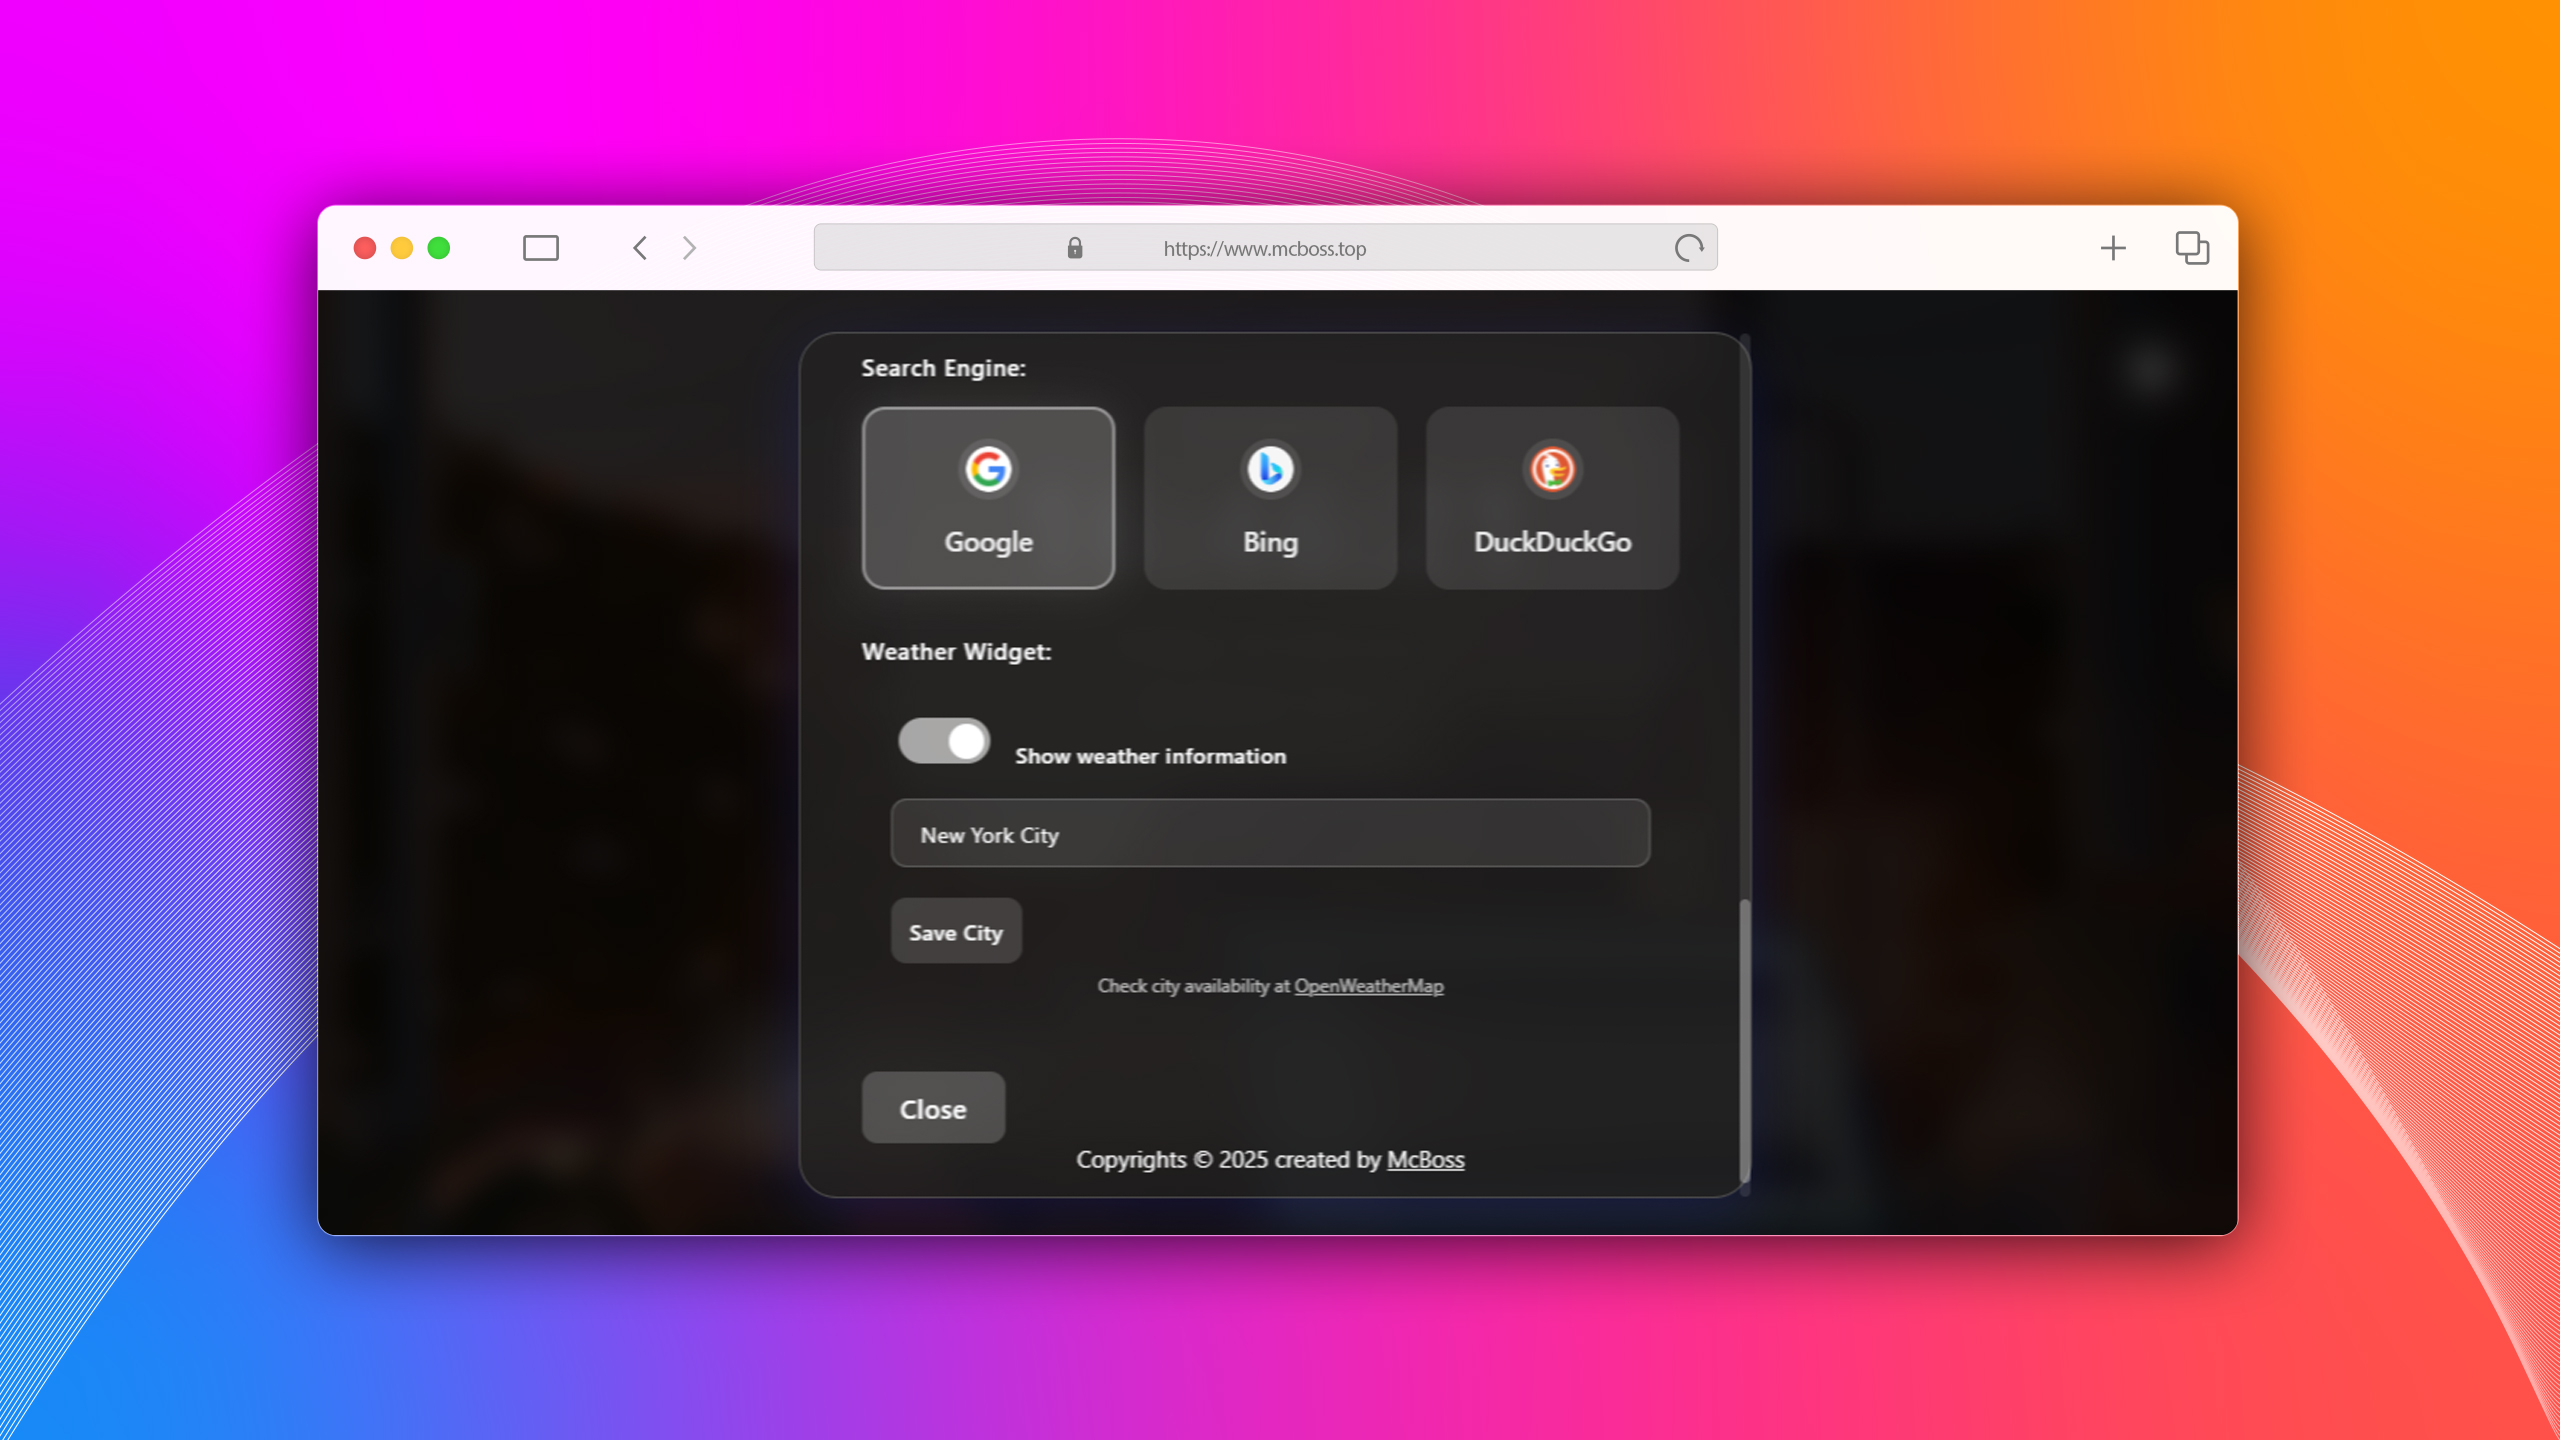 https://www.mcboss.top
Search Engine:
Google
Bing
DuckDuckGo
Weather Widget:
Show weather information
New York City
Save City
Check city availability at OpenWeatherMap
Close
Copyrights © 2025 created by McBoss